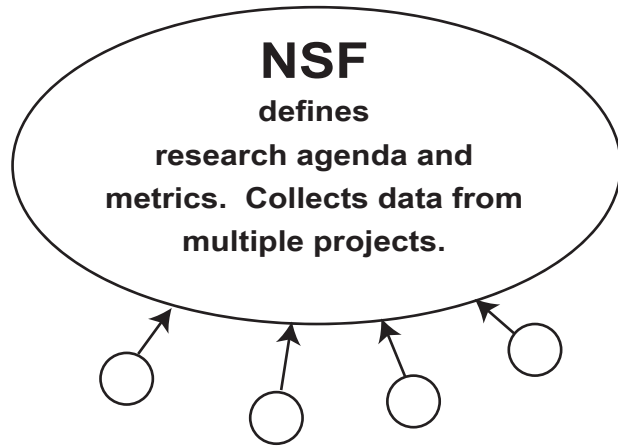 NSF
defines
research agenda and
metrics. Collects data from
multiple projects.